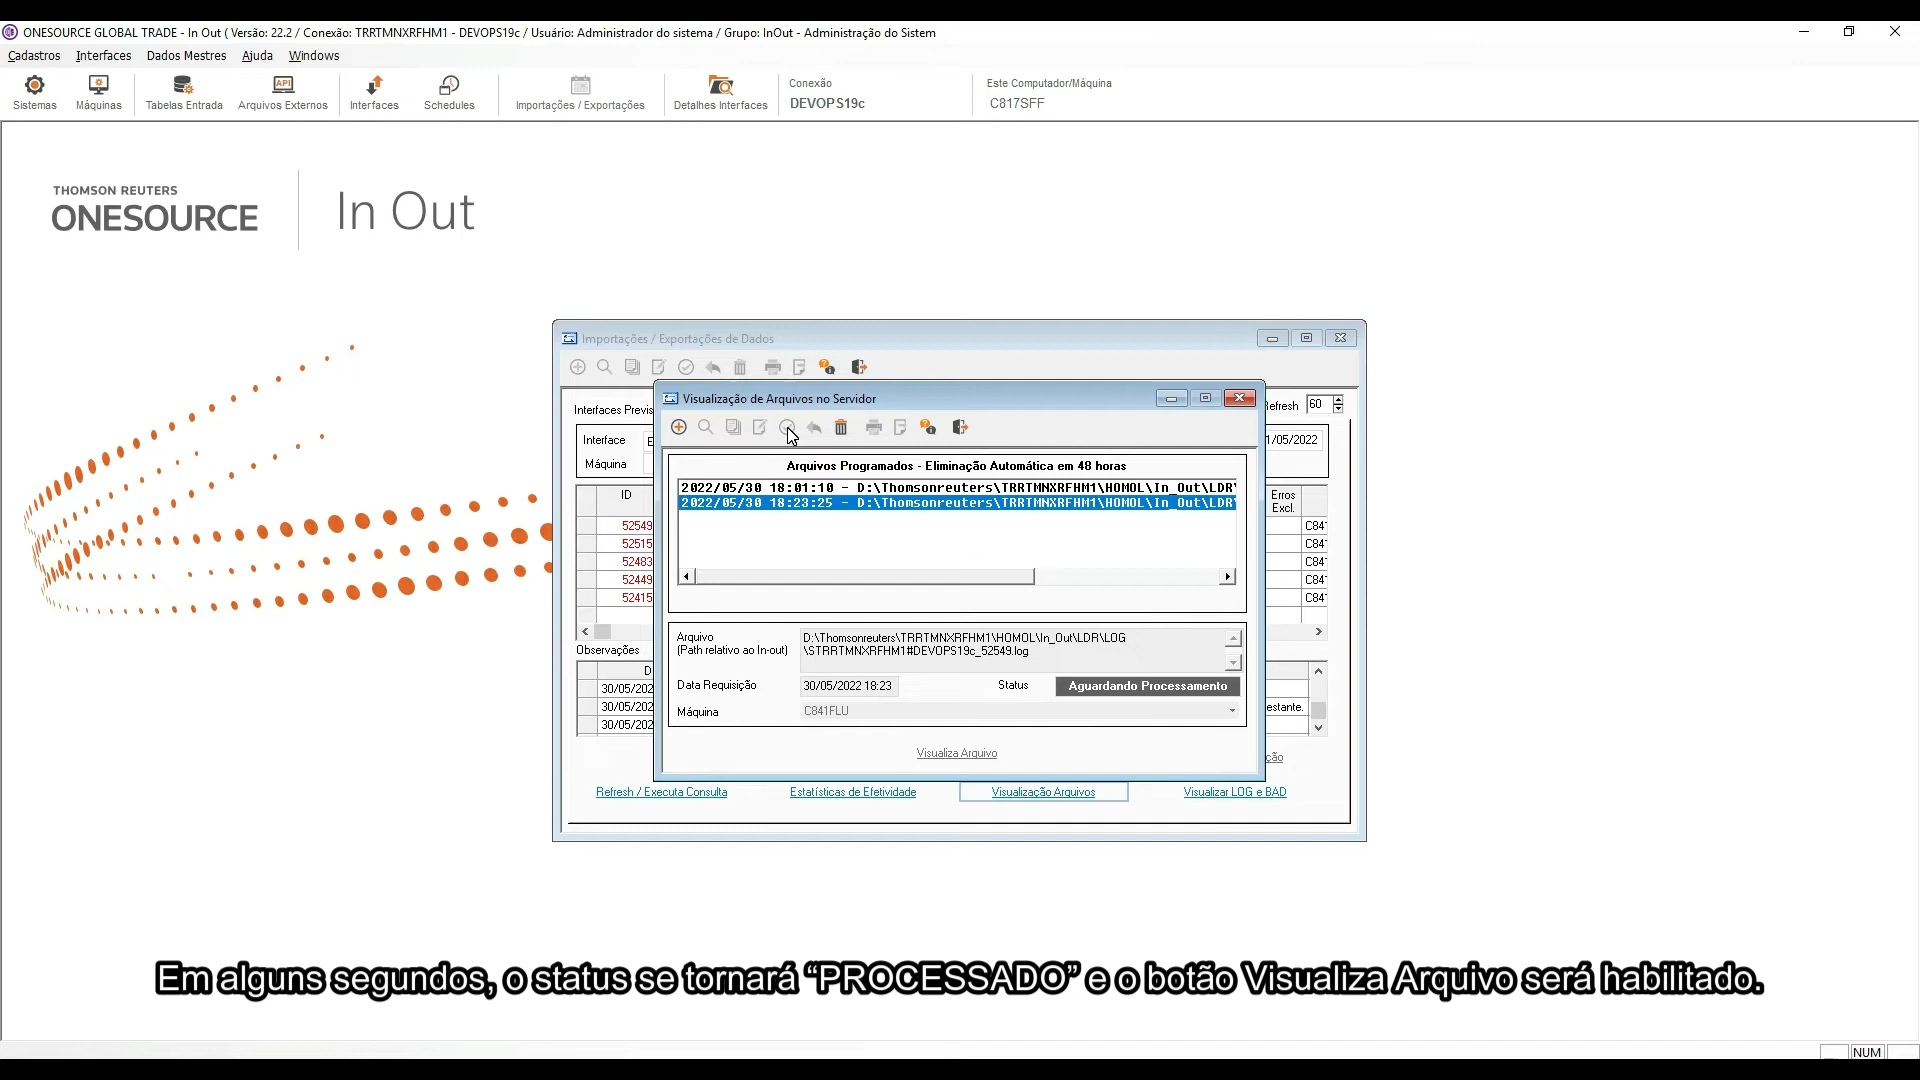 ONESOURCE GLOBAL TRADE - In Out ( Versão: 22.2 / Conexão: TRRTMNXRFHM1 - DEVOPS19c / Usuário: Administrador do sistema / Grupo: InOut - Administração do Sistem
Cadastros Interfaces Dados Mestres Ajuda Windows
Sistemas Máquinas Tabelas Entrada API Arquivos Externos Interfaces Schedules Importações / Exportações Detalhes Interfaces
Conexão
DEVOPS19c
Este Computador/Máquina
C817SFF
THOMSON REUTERS
ONESOURCE
In Out
Importações / Exportações de Dados
Interfaces Previs
Refresh 60
Interface E
1/05/2022
Máquina
ID
Erros
Excl.
52549 C84
52515 C84
52483 C84
52449 C84
52415 C84
Observações
D
30/05/202
30/05/202 estante.
30/05/202
ção
Refresh / Executa Consulta Estatísticas de Efetividade Visualização Arquivos Visualizar LOG e BAD
Visualização de Arquivos no Servidor
Arquivos Programados - Eliminação Automática em 48 horas
2022/05/30 18:01:10 - D:\Thomsonreuters\TRRTMNXRFHM1\HOMOL\In_Out\LDR\
2022/05/30 18:23:25 - D:\Thomsonreuters\TRRTMNXRFHM1\HOMOL\In_Out\LDR\
Arquivo
(Path relativo ao In-out)
D:\Thomsonreuters\TRRTMNXRFHM1\HOMOL\In_Out\LDR\LOG
\STRRTMNXRFHM1#DEVOPS19c_52549.log
Data Requisição 30/05/2022 18:23 Status Aguardando Processamento
Máquina C841FLU
Visualiza Arquivo
Em alguns segundos, o status se tornará “PROCESSADO” e o botão Visualiza Arquivo será habilitado.
NUM